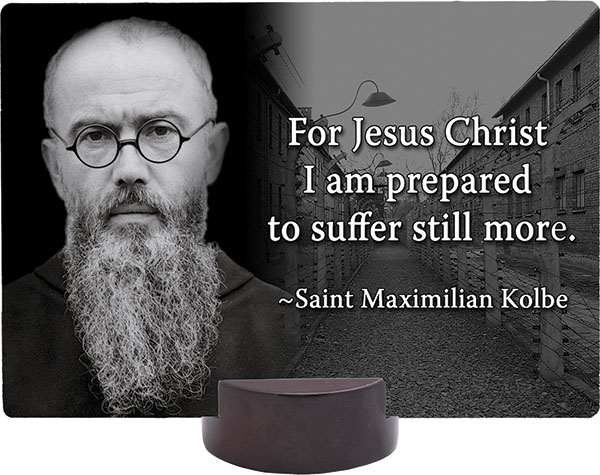 For Jesus Christ
I am prepared
to suffer still more.
~Saint Maximilian Kolbe